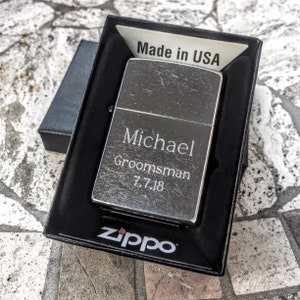 Made in USA
Michael
Groomsman
7.7.18
zippo